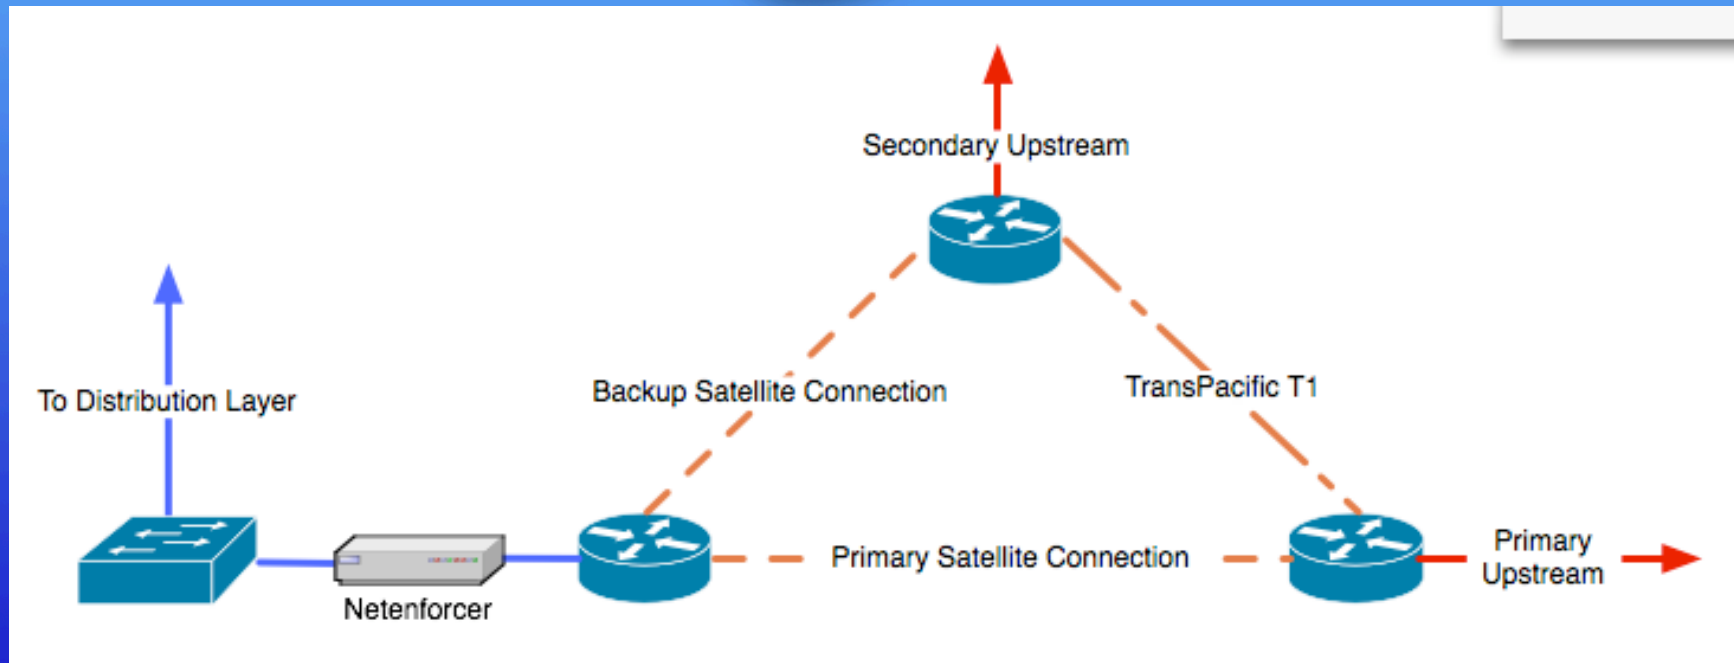 Secondary Upstream
To Distribution Layer
Backup Satellite Connection
TransPacific T1
Primary Satellite Connection
Primary
Upstream
Netenforcer